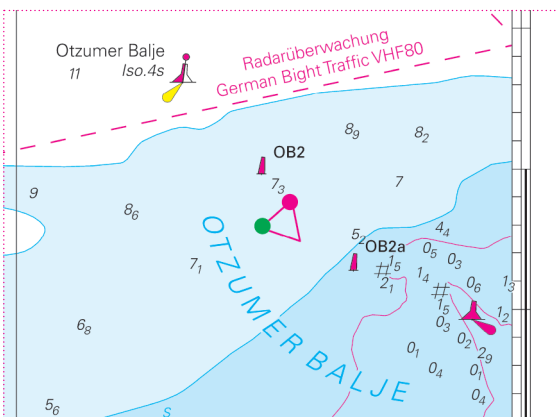 Otzumer Balje
11 Iso.4s
Radarüberwachung
German Bight Traffic VHF80
8₉ 8₂
OB2
7₃ 7
9
8₆
OTZUMER BALJE
5₂ 4₄
OB2a
0₅ 0₃
7₁
1₅ 1₄ 0₆ 1₃
2₁
1₅ 1₂
0₃
6₈
0₂
0₁ 2₉
0₄ 0₁
0₄
5₆
S